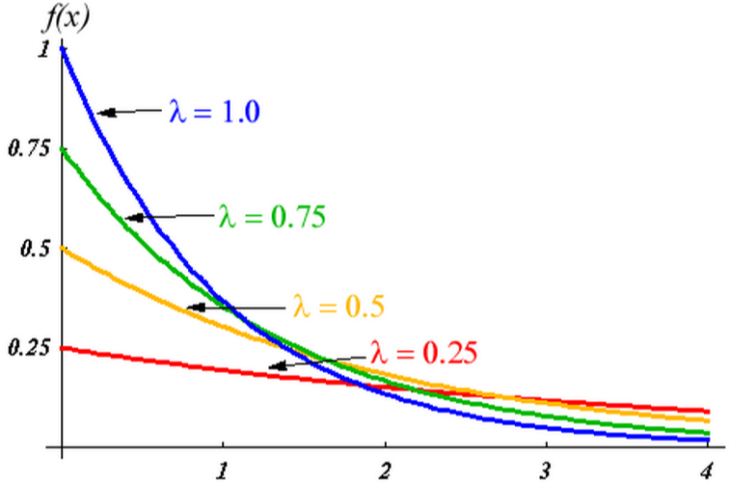 f(x)
1
λ = 1.0
0.75
λ = 0.75
0.5
λ = 0.5
0.25
λ = 0.25
1 2 3 4